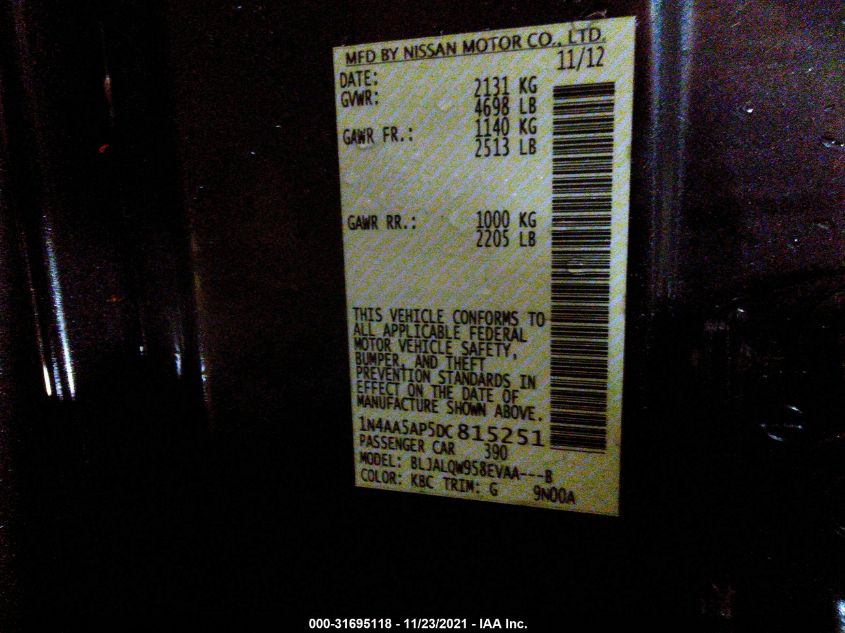 MFD BY NISSAN MOTOR CO., LTD.
DATE: 11/12
GVWR: 2131 KG
4698 LB
GAWR FR.: 1140 KG
2513 LB
GAWR RR.: 1000 KG
2205 LB
THIS VEHICLE CONFORMS TO
ALL APPLICABLE FEDERAL
MOTOR VEHICLE SAFETY,
BUMPER, AND THEFT
PREVENTION STANDARDS IN
EFFECT ON THE DATE OF
MANUFACTURE SHOWN ABOVE.
1N4AA5AP5DC815251
PASSENGER CAR 390
MODEL: BLJALQW958EVAA---B
COLOR: KBC TRIM: G 9N00A
000-31695118 - 11/23/2021 - IAA Inc.